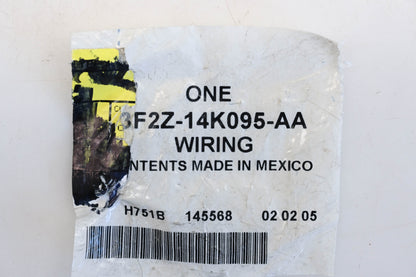 ONE
3F2Z-14K095-AA
WIRING
NTENTS MADE IN MEXICO
H751B 145568 02 02 05